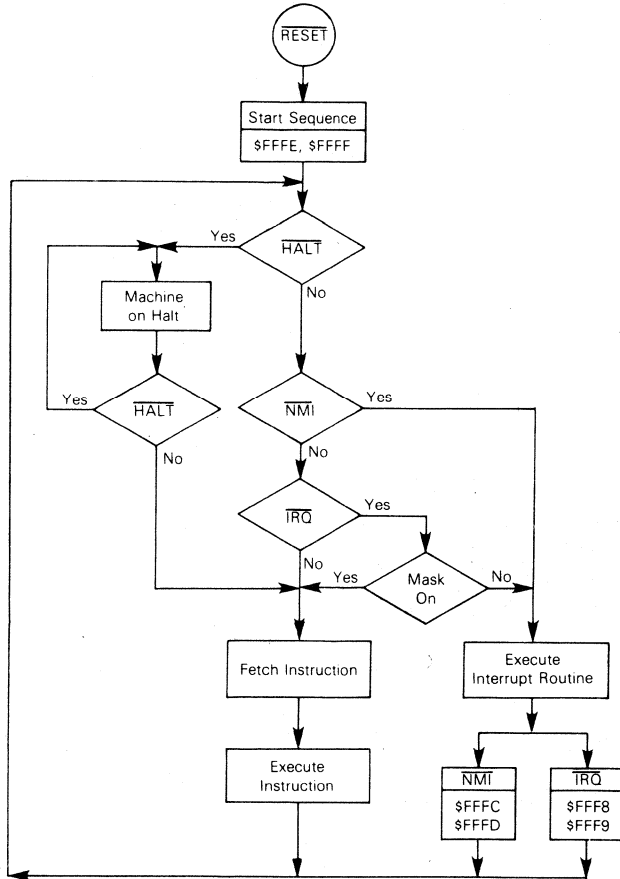 RESET
Start Sequence
$FFFE, $FFFF
Yes
HALT
No
Machine
on Halt
Yes
HALT
No
NMI
Yes
No
IRQ
Yes
No
Yes
Mask
On
No
Fetch Instruction
Execute
Interrupt Routine
Execute
Instruction
NMI
$FFFC
$FFFD
IRQ
$FFF8
$FFF9